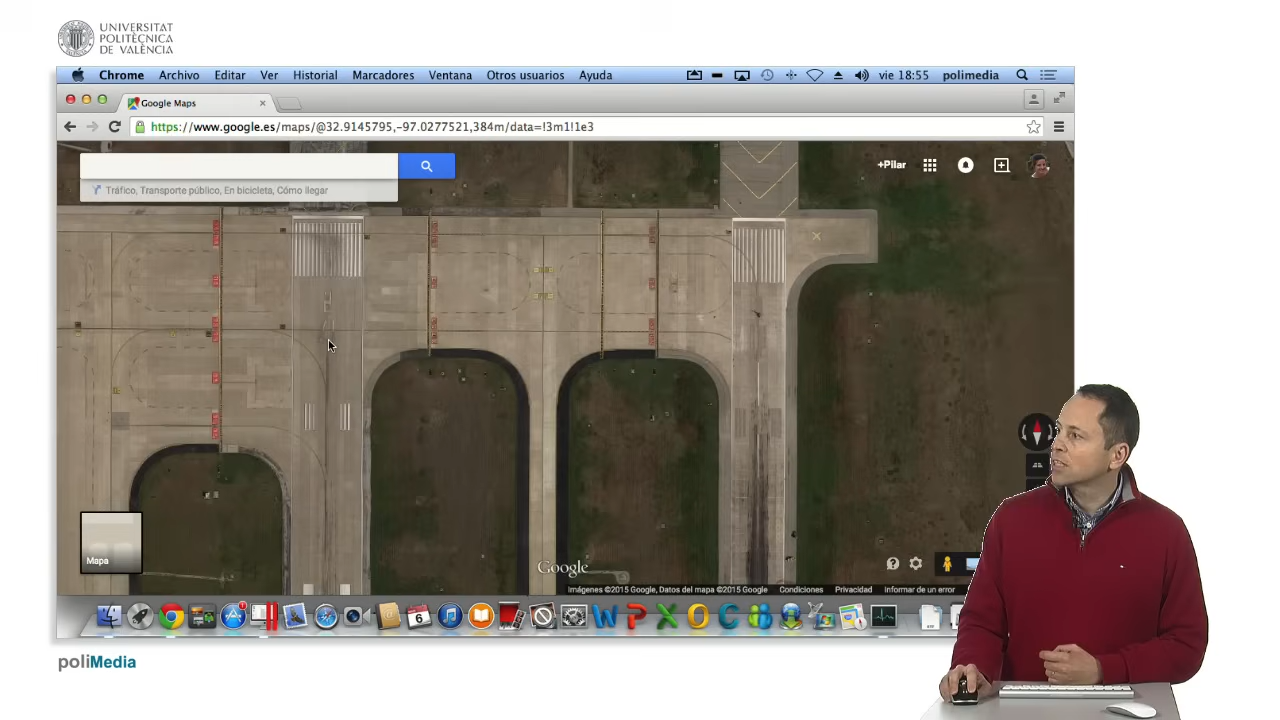 UNIVERSITAT
POLITÈCNICA
DE VALÈNCIA
Chrome Archivo Editar Ver Historial Marcadores Ventana Otros usuarios Ayuda vie 18:55 polimedia
Google Maps
https://www.google.es/maps/@32.9145795,-97.0277521,384m/data=!3m1!1e3
+Pilar
Tráfico, Transporte público, En bicicleta, Cómo llegar
Mapa
Google
Imágenes ©2015 Google, Datos del mapa ©2015 Google Condiciones Privacidad Informar de un error
6
poliMedia